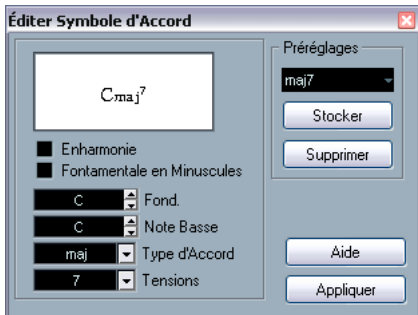 Éditer Symbole d'Accord
Cmaj7
Enharmonie
Fontamentale en Minuscules
C Fond.
C Note Basse
maj Type d'Accord
7 Tensions
Préréglages
maj7
Stocker
Supprimer
Aide
Appliquer